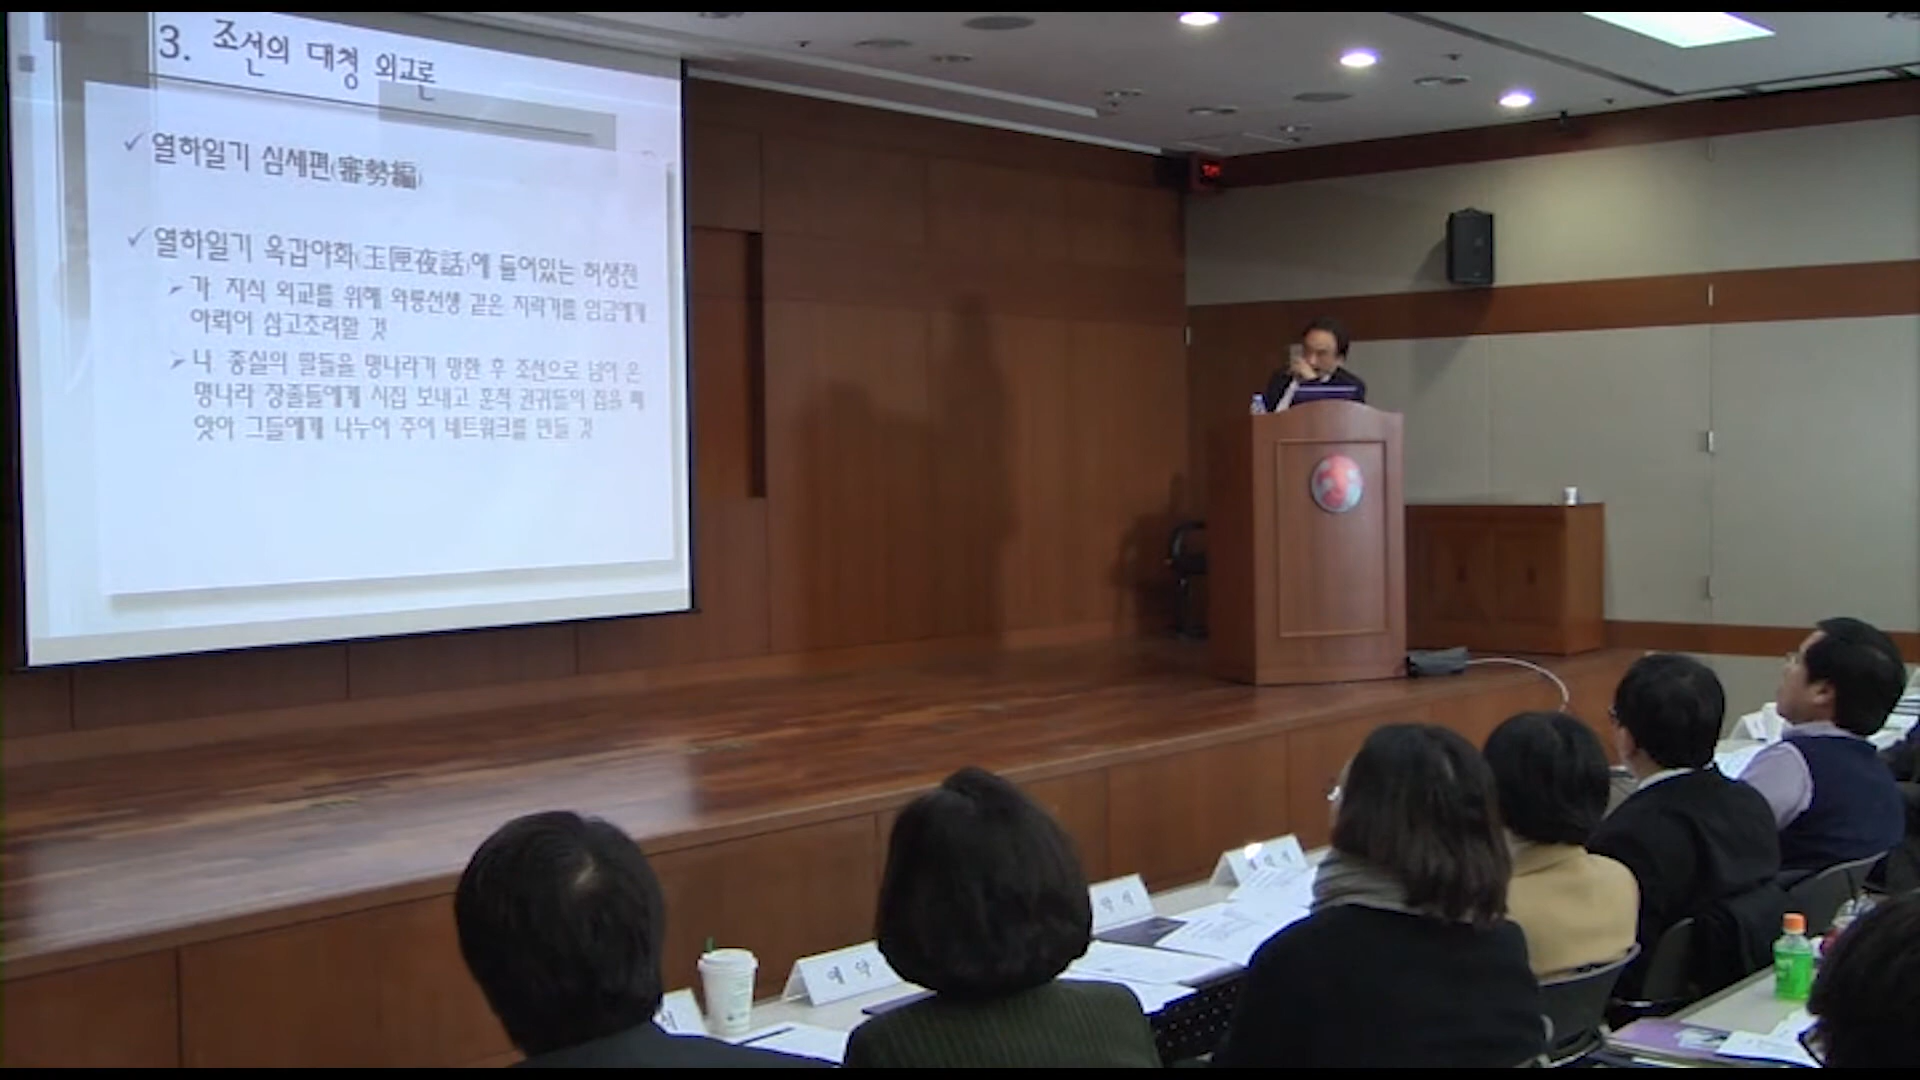 3. 조선의 대청 외교론
✓ 열하일기 심세편(審勢編)
✓ 열하일기 옥갑야화(玉匣夜話)에 들어있는 허생전
➢ 가. 지식 외교를 위해 와룡선생 같은 지략가를 임금에게
아뢰어 삼고초려할 것
➢ 나. 종실의 딸들을 명나라가 망한 후 조선으로 넘어 온
명나라 장졸들에게 시집 보내고 훈척 권귀들의 집을 빼
앗아 그들에게 나누어 주어 네트워크를 만들 것